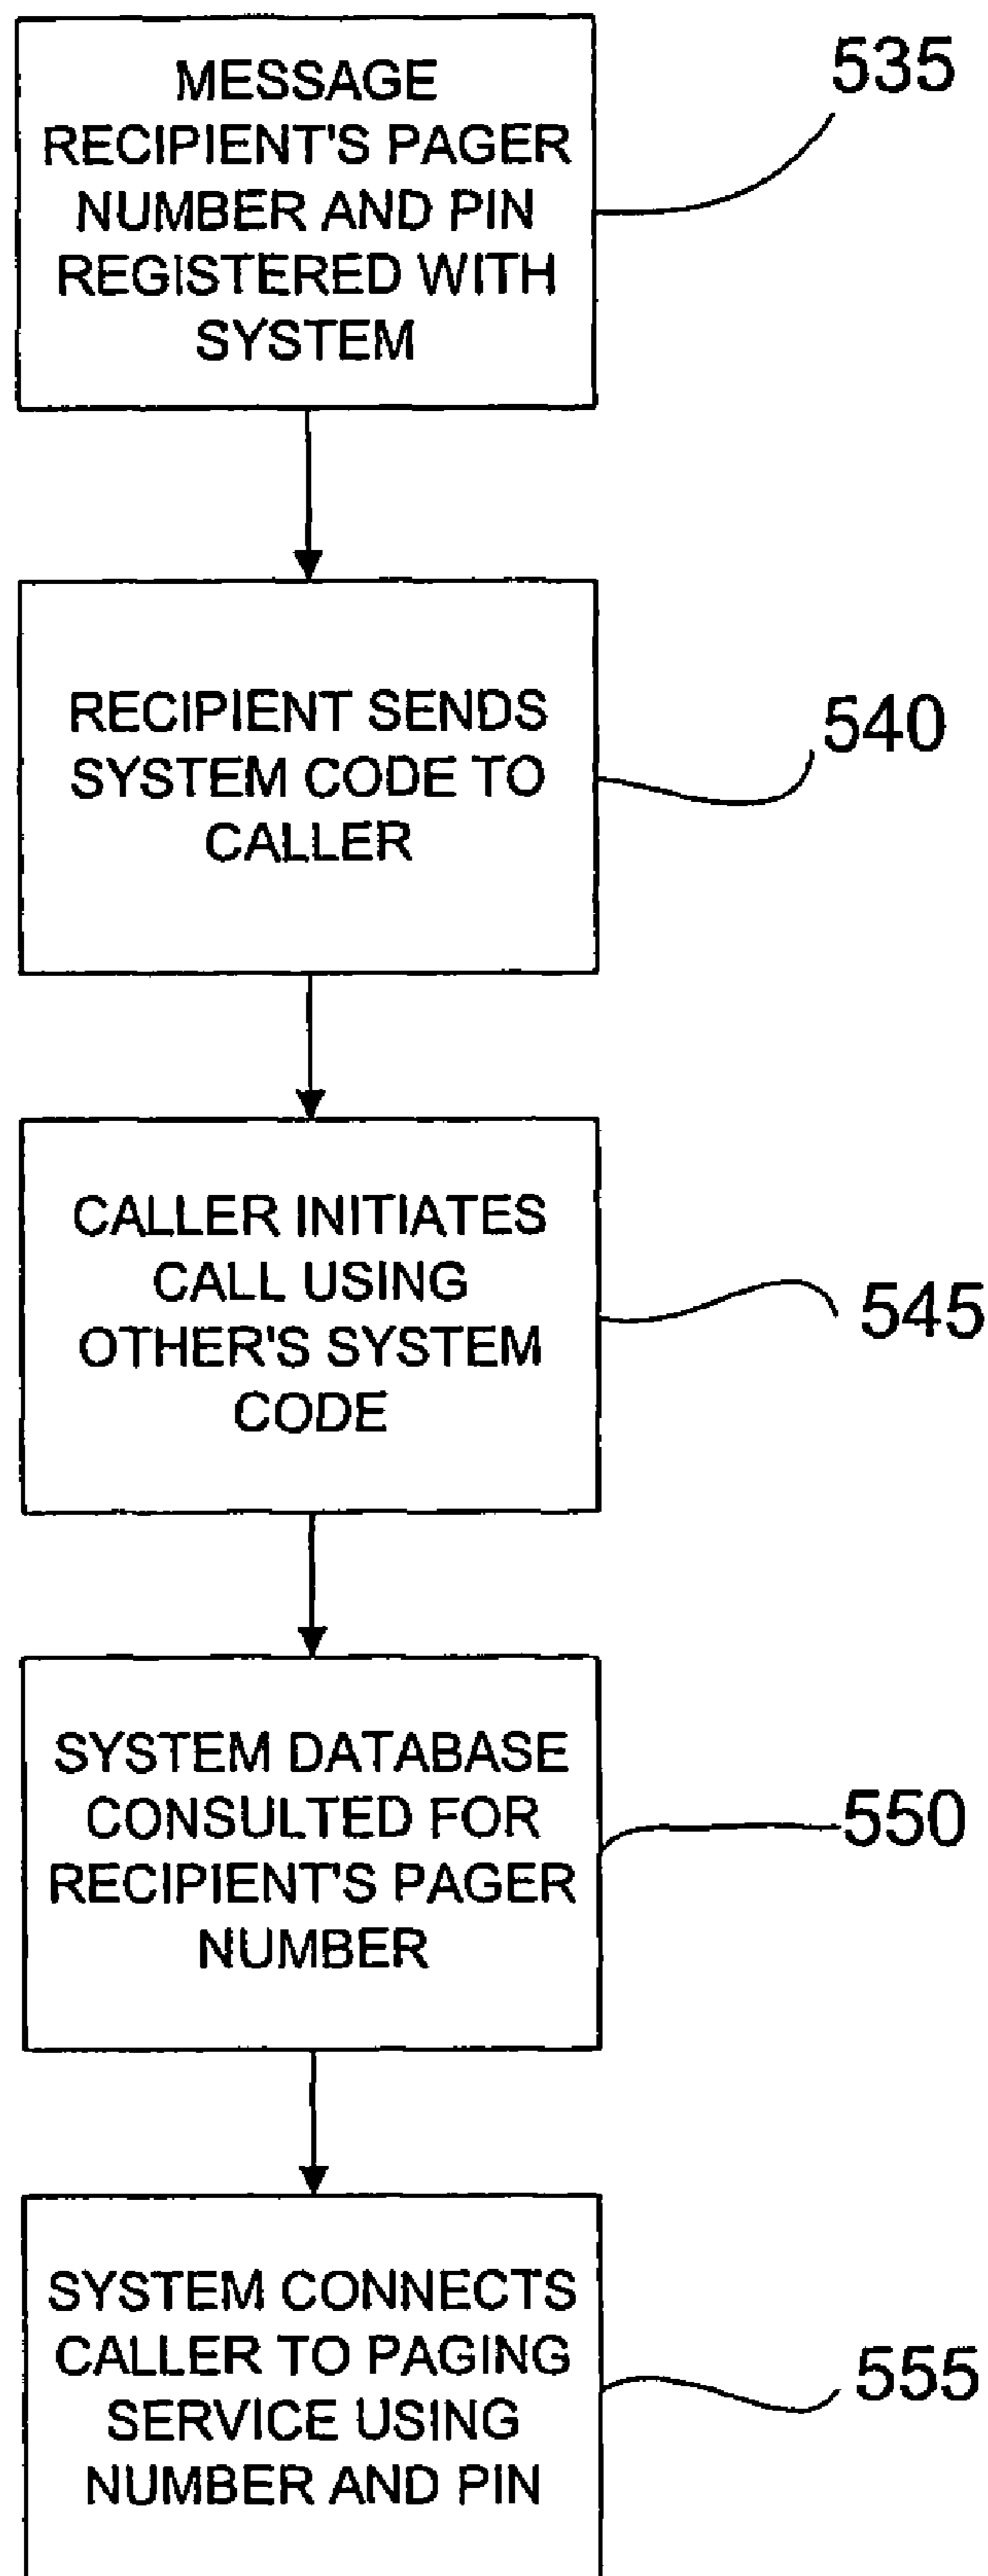 MESSAGE
RECIPIENT'S PAGER
NUMBER AND PIN
REGISTERED WITH
SYSTEM
535
RECIPIENT SENDS
SYSTEM CODE TO
CALLER
540
CALLER INITIATES
CALL USING
OTHER'S SYSTEM
CODE
545
SYSTEM DATABASE
CONSULTED FOR
RECIPIENT'S PAGER
NUMBER
550
SYSTEM CONNECTS
CALLER TO PAGING
SERVICE USING
NUMBER AND PIN
555